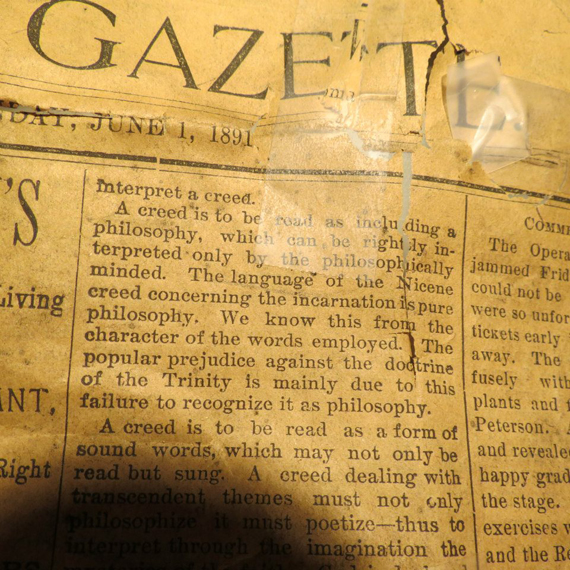 GAZETTE.
DAY, JUNE 1, 1891
'S
Living
ANT,
Right
interpret a creed.
A creed is to be read as including a
philosophy, which can be rightly in-
terpreted only by the philosophically
minded. The language of the Nicene
creed concerning the incarnation is pure
philosophy. We know this from the
character of the words employed. The
popular prejudice against the doctrine
of the Trinity is mainly due to this
failure to recognize it as philosophy.
A creed is to be read as a form of
sound words, which may not only be
read but sung. A creed dealing with
transcendent themes must not only
philosophize it must poetize—thus to
interpret through the imagination the
COMME
The Opera
jammed Frid
could not be
were so unfor
tickets early
away. The
fusely with
plants and f
Peterson.
and reveale
happy grad
the stage.
exercises w
and the Re